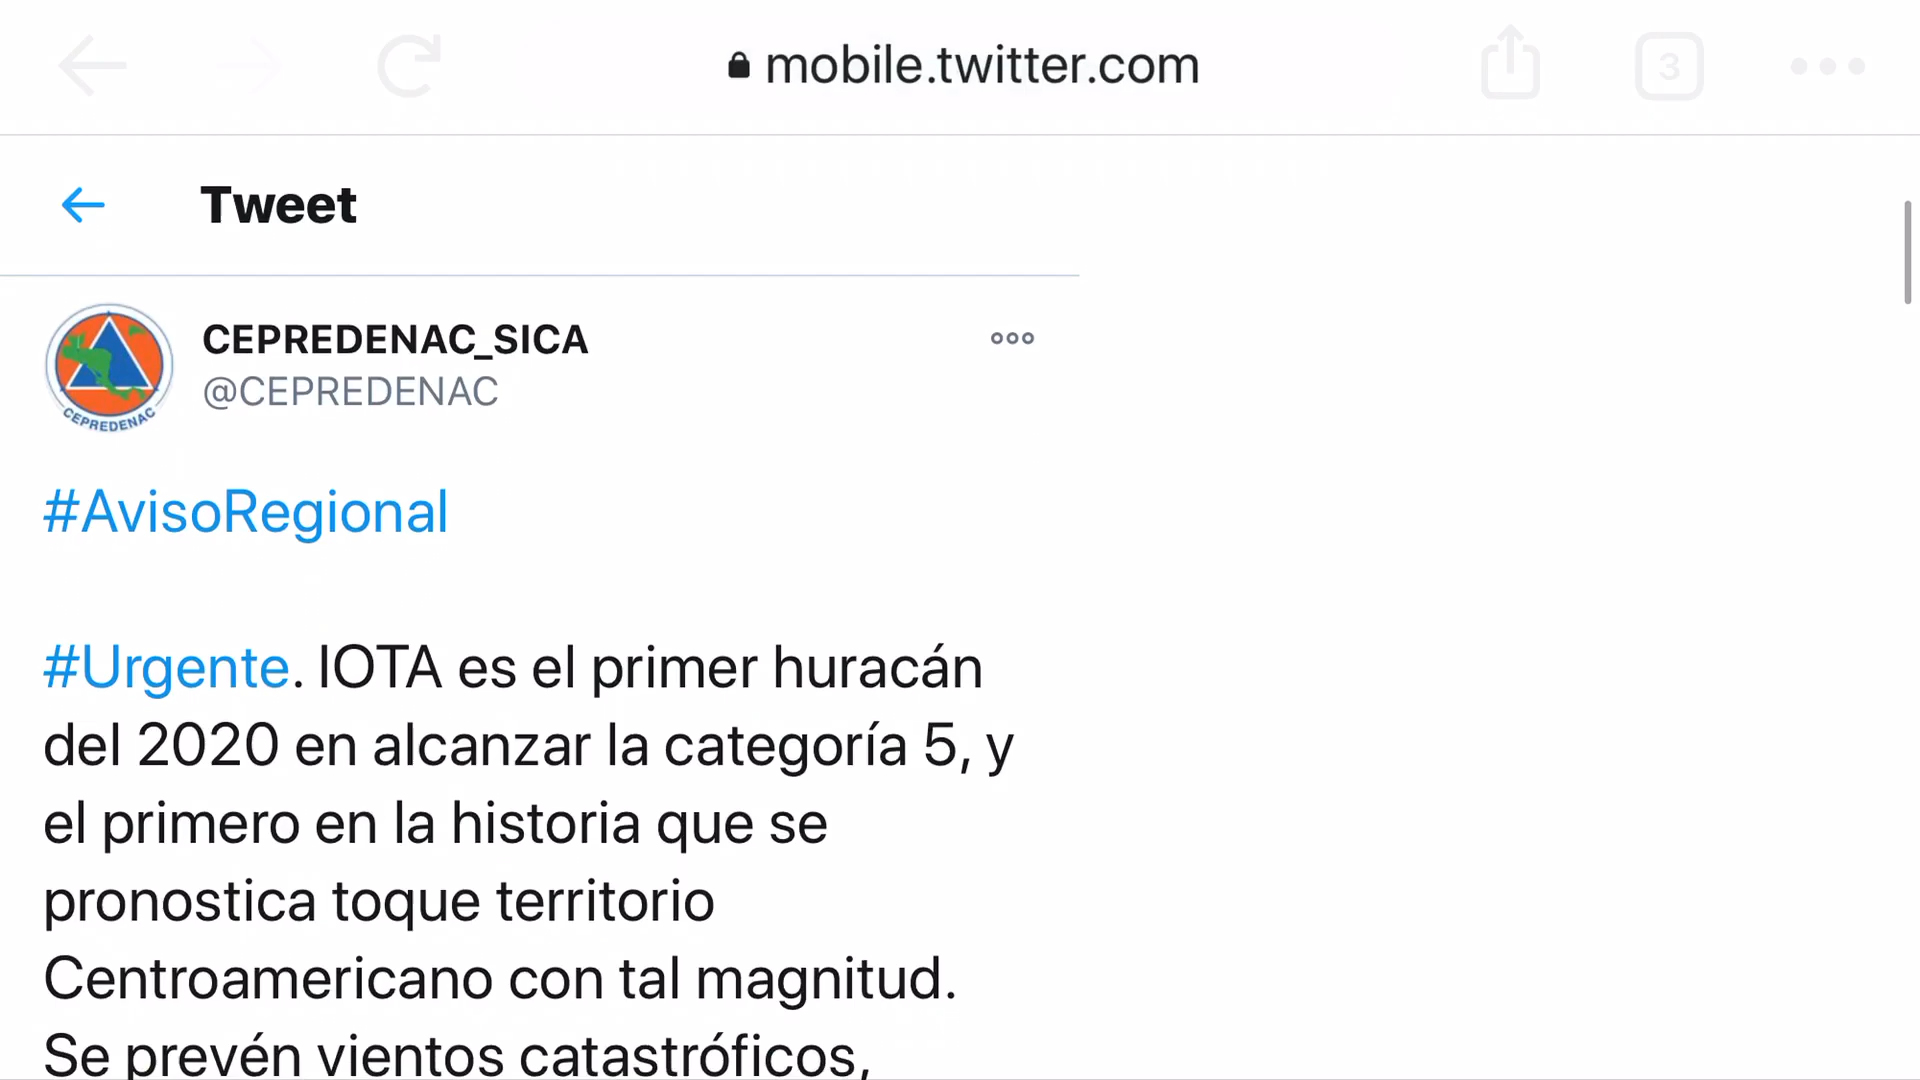 mobile.twitter.com
3
Tweet
CEPREDENAC_SICA
@CEPREDENAC
CEPREDENAC
#AvisoRegional
#Urgente. IOTA es el primer huracán
del 2020 en alcanzar la categoría 5, y
el primero en la historia que se
pronostica toque territorio
Centroamericano con tal magnitud.
Se prevén vientos catastróficos,